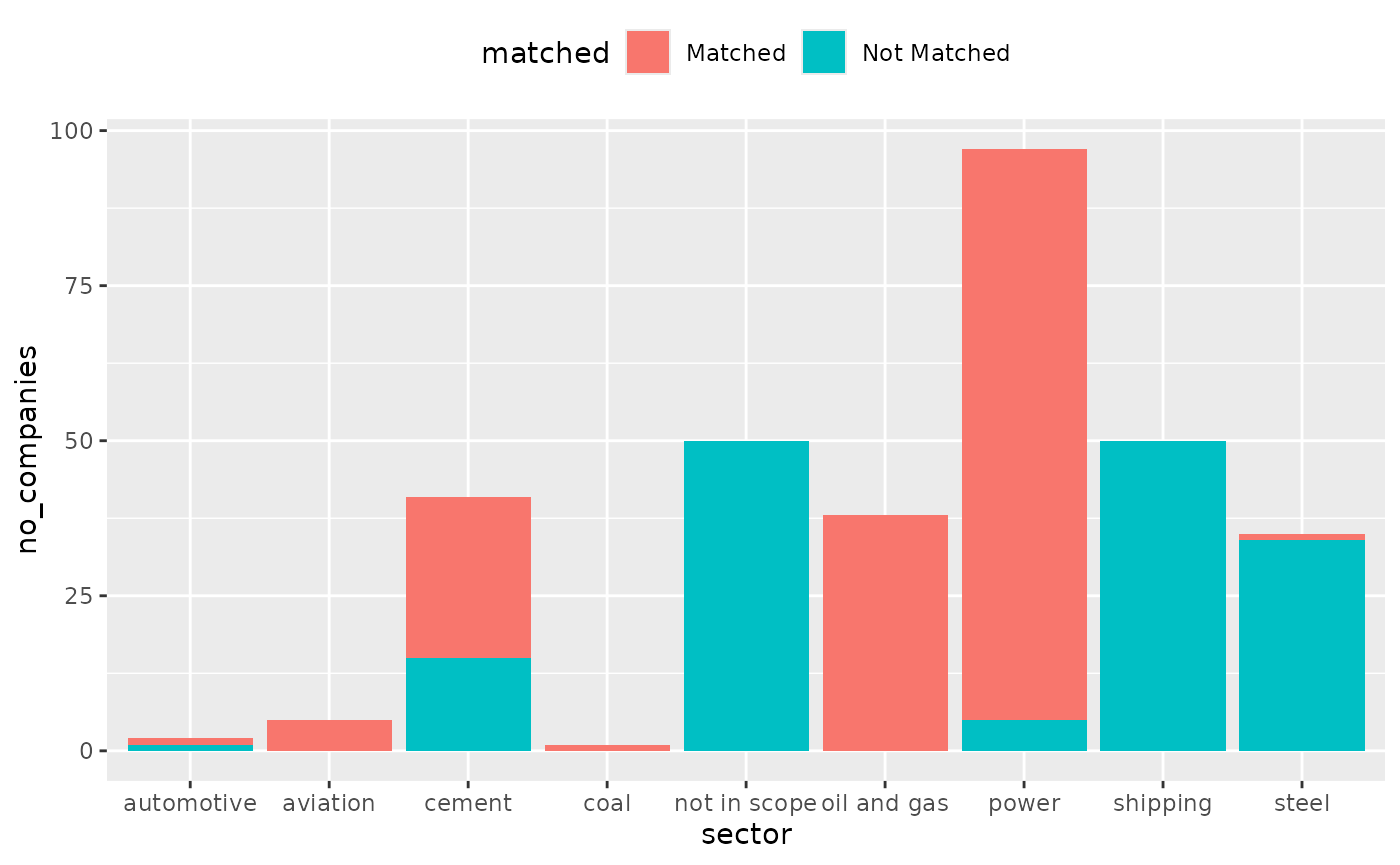 matched Matched Not Matched
100
75
50
25
0
no_companies
automotive aviation cement coal not in scope oil and gas power shipping steel
sector